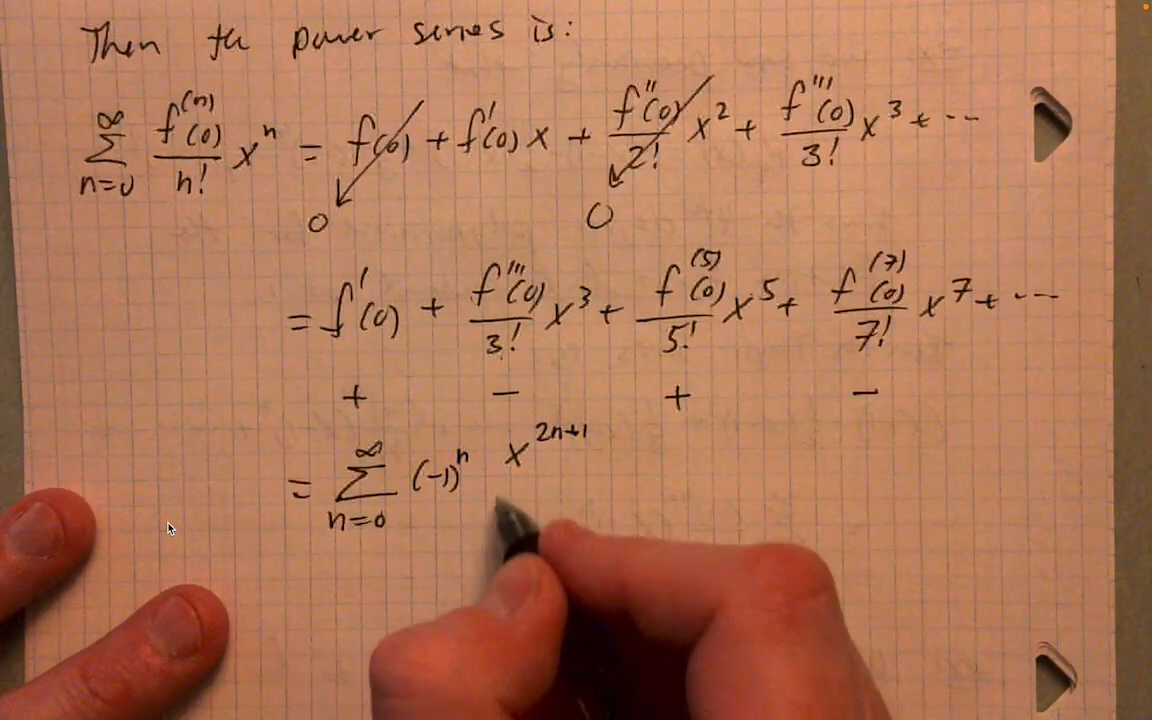 Then the power series is:
∞ Σ n=0 f^(n)(0)/n! x^n = f(0) + f'(0) x + f''(0)/2! x^2 + f'''(0)/3! x^3 + ...
0 0
= f'(0) + f'''(0)/3! x^3 + f^(5)(0)/5! x^5 + f^(7)(0)/7! x^7 + ...
+ - + -
= ∞ Σ n=0 (-1)^n x^2n+1